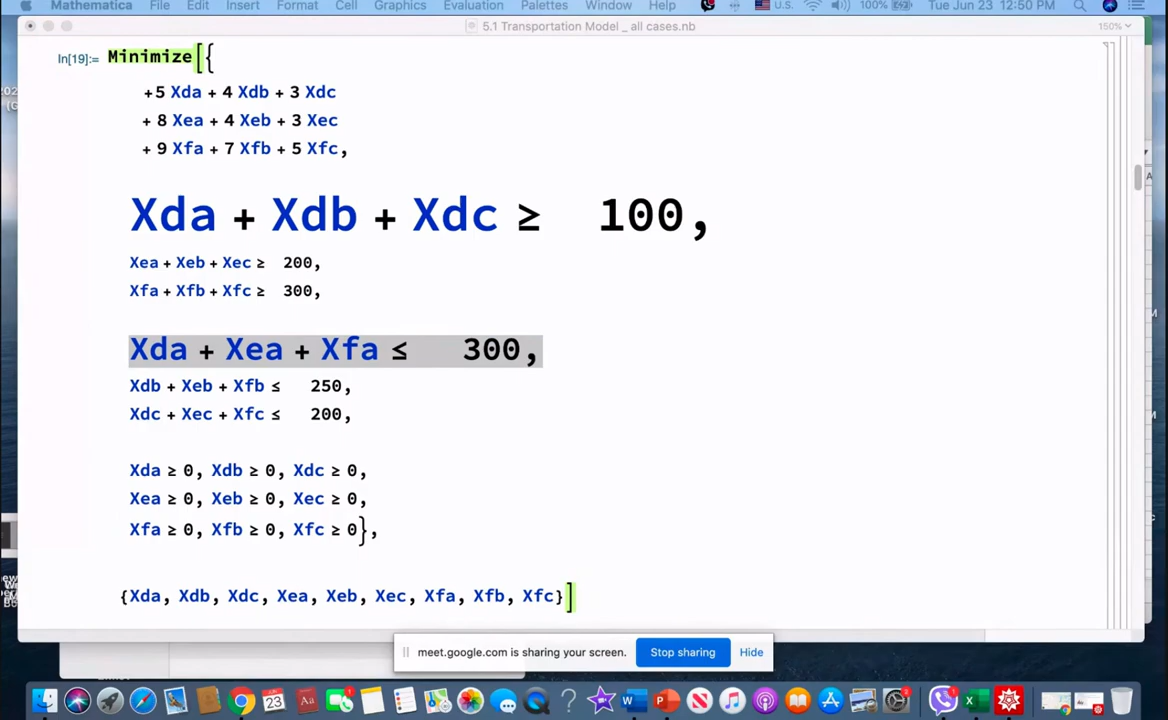 Mathematica File Edit Insert Format Cell Graphics Evaluation Palettes Window Help U.S. 100% Tue Jun 23 12:50 PM
5.1 Transportation Model _ all cases.nb 150%
In[19]:= Minimize[{
+5 Xda + 4 Xdb + 3 Xdc
+ 8 Xea + 4 Xeb + 3 Xec
+ 9 Xfa + 7 Xfb + 5 Xfc,
Xda + Xdb + Xdc ≥ 100,
Xea + Xeb + Xec ≥ 200,
Xfa + Xfb + Xfc ≥ 300,
Xda + Xea + Xfa ≤ 300,
Xdb + Xeb + Xfb ≤ 250,
Xdc + Xec + Xfc ≤ 200,
Xda ≥ 0, Xdb ≥ 0, Xdc ≥ 0,
Xea ≥ 0, Xeb ≥ 0, Xec ≥ 0,
Xfa ≥ 0, Xfb ≥ 0, Xfc ≥ 0},
{Xda, Xdb, Xdc, Xea, Xeb, Xec, Xfa, Xfb, Xfc}]
meet.google.com is sharing your screen. Stop sharing Hide